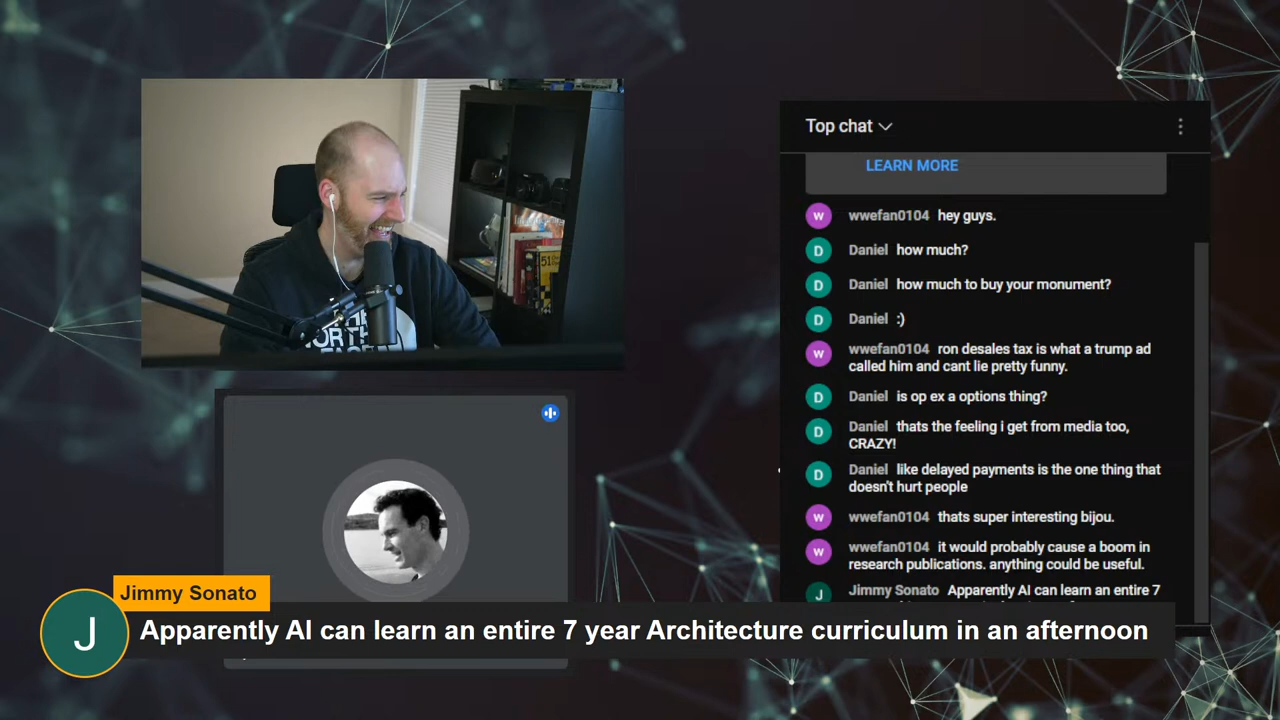 Top chat
LEARN MORE
W wwefan0104 hey guys.
D Daniel how much?
D Daniel how much to buy your monument?
D Daniel :)
W wwefan0104 ron desales tax is what a trump ad
called him and cant lie pretty funny.
D Daniel is op ex a options thing?
D Daniel thats the feeling i get from media too,
CRAZY!
D Daniel like delayed payments is the one thing that
doesn't hurt people
W wwefan0104 thats super interesting bijou.
W wwefan0104 it would probably cause a boom in
research publications. anything could be useful.
J Jimmy Sonato Apparently AI can learn an entire 7
THE
NORTH
FACE
51
Jimmy Sonato
J Apparently AI can learn an entire 7 year Architecture curriculum in an afternoon